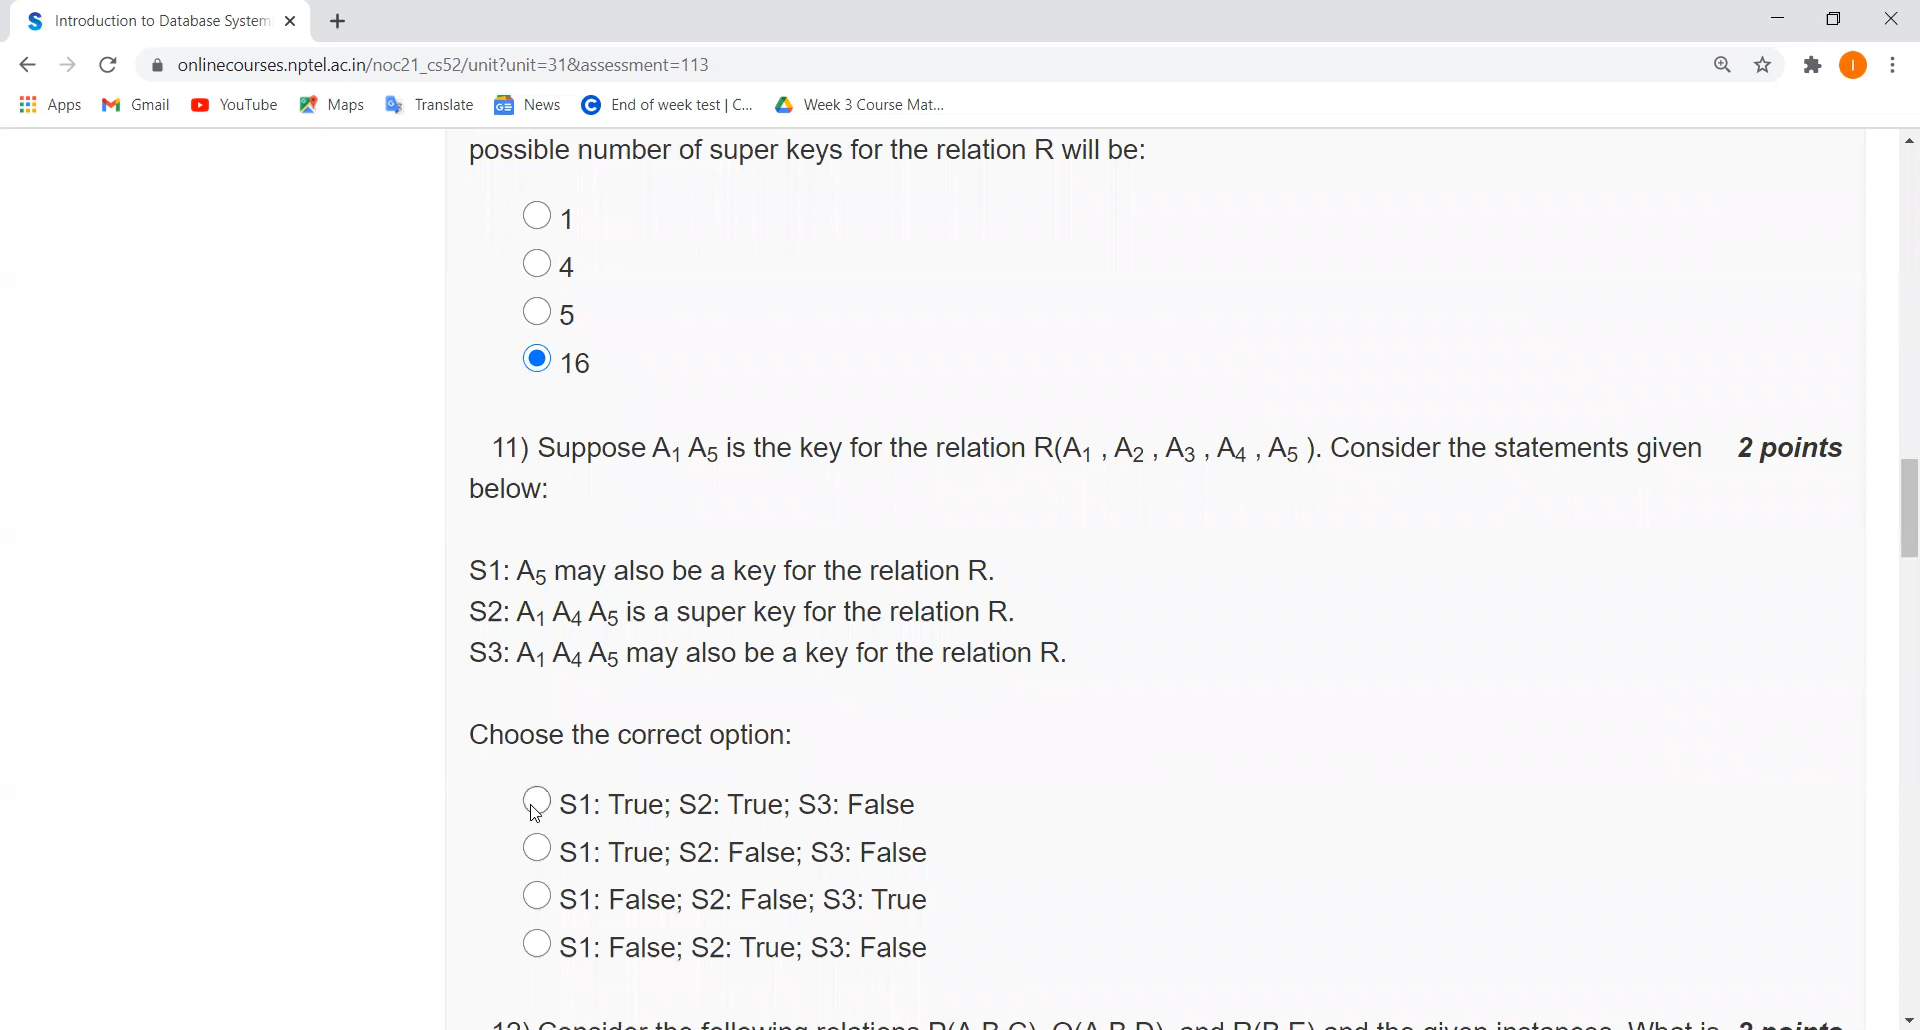 Introduction to Database System
onlinecourses.nptel.ac.in/noc21_cs52/unit?unit=31&assessment=113
Apps Gmail YouTube Maps Translate News End of week test | C... Week 3 Course Mat...
possible number of super keys for the relation R will be:
1
4
5
16
11) Suppose A₁ A₅ is the key for the relation R(A₁ , A₂ , A₃ , A₄ , A₅ ). Consider the statements given 2 points
below:
S1: A₅ may also be a key for the relation R.
S2: A₁ A₄ A₅ is a super key for the relation R.
S3: A₁ A₄ A₅ may also be a key for the relation R.
Choose the correct option:
S1: True; S2: True; S3: False
S1: True; S2: False; S3: False
S1: False; S2: False; S3: True
S1: False; S2: True; S3: False